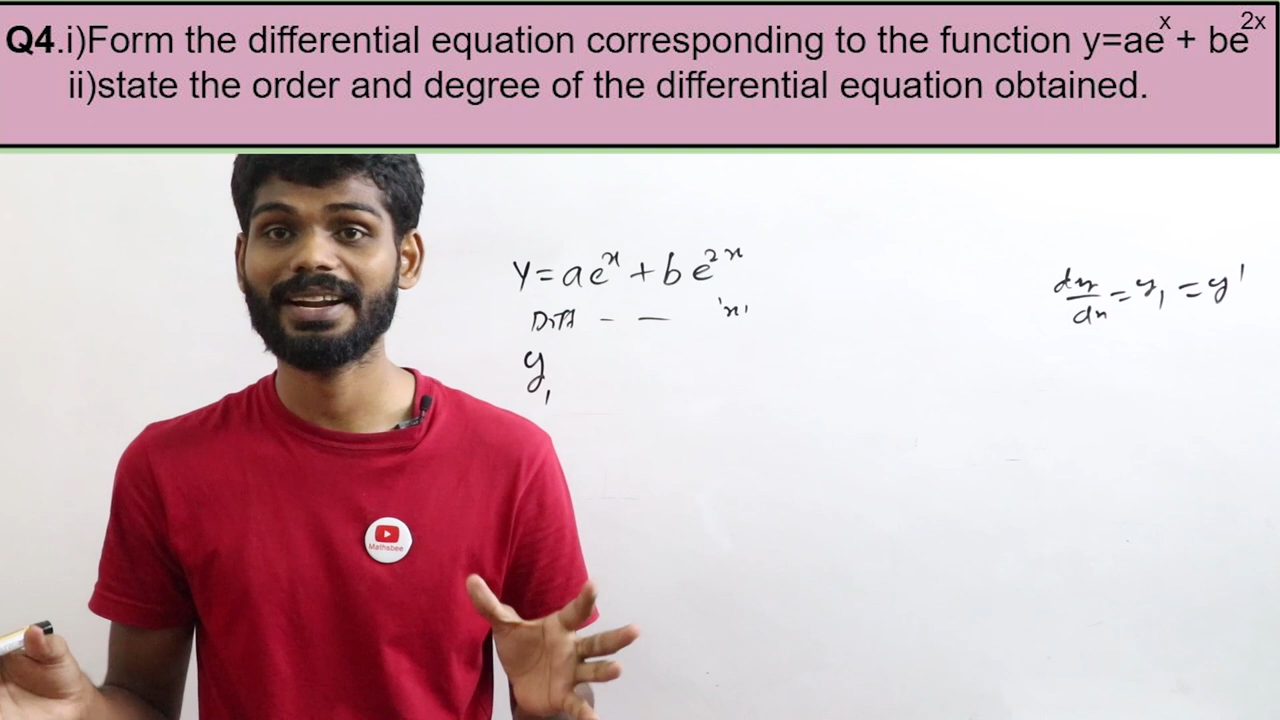 Q4.i)Form the differential equation corresponding to the function y=ae^x + be^2x
ii)state the order and degree of the differential equation obtained.
y=ae^x + be^2x
'x'
y₁
dy/dx = y₁ = y'
Mathsbee